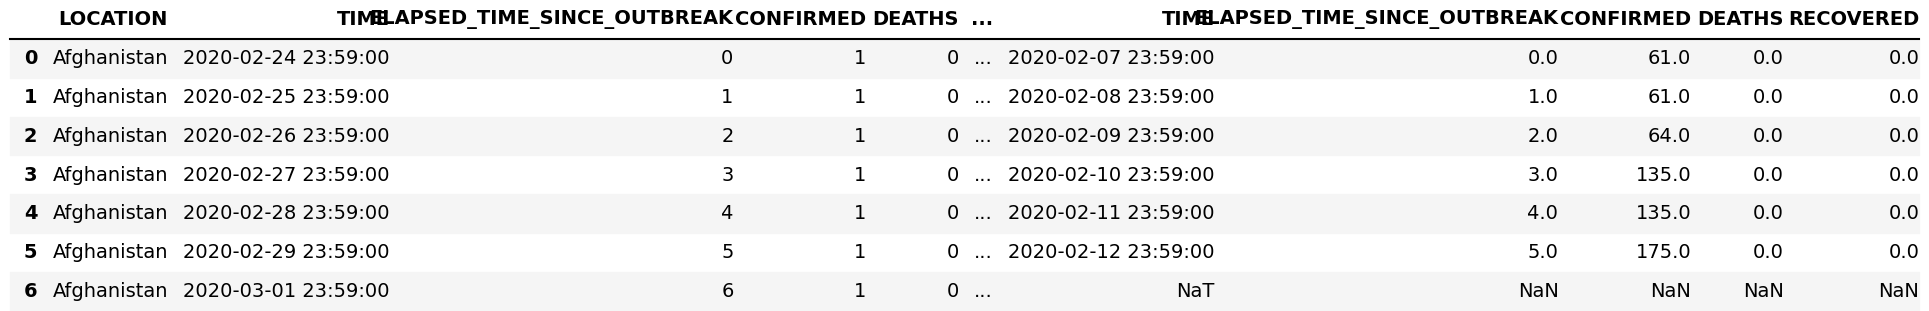 LOCATION TIME ELAPSED_TIME_SINCE_OUTBREAK CONFIRMED DEATHS ... TIME ELAPSED_TIME_SINCE_OUTBREAK CONFIRMED DEATHS RECOVERED
0 Afghanistan 2020-02-24 23:59:00 0 1 0 ... 2020-02-07 23:59:00 0.0 61.0 0.0 0.0
1 Afghanistan 2020-02-25 23:59:00 1 1 0 ... 2020-02-08 23:59:00 1.0 61.0 0.0 0.0
2 Afghanistan 2020-02-26 23:59:00 2 1 0 ... 2020-02-09 23:59:00 2.0 64.0 0.0 0.0
3 Afghanistan 2020-02-27 23:59:00 3 1 0 ... 2020-02-10 23:59:00 3.0 135.0 0.0 0.0
4 Afghanistan 2020-02-28 23:59:00 4 1 0 ... 2020-02-11 23:59:00 4.0 135.0 0.0 0.0
5 Afghanistan 2020-02-29 23:59:00 5 1 0 ... 2020-02-12 23:59:00 5.0 175.0 0.0 0.0
6 Afghanistan 2020-03-01 23:59:00 6 1 0 ... NaT NaN NaN NaN NaN